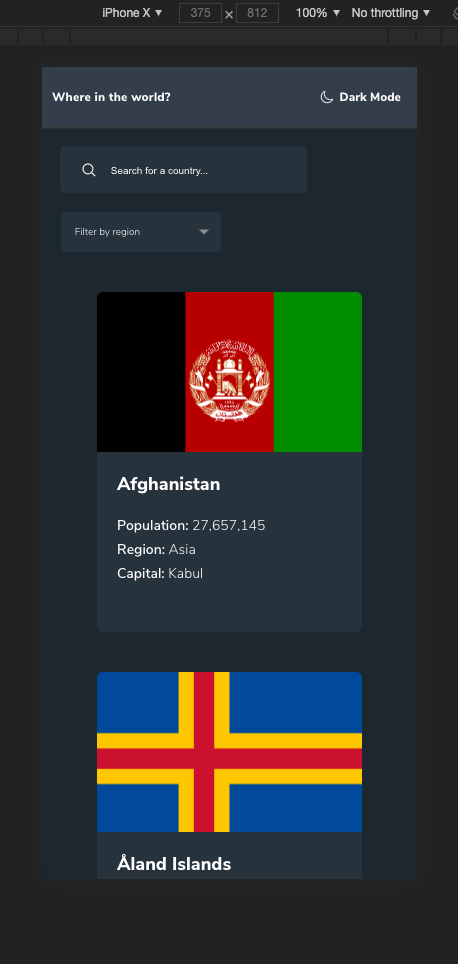 iPhone X ▼ 375 × 812 100% ▼ No throttling ▼
Where in the world? Dark Mode
Search for a country...
Filter by region
Afghanistan
Population: 27,657,145
Region: Asia
Capital: Kabul
Åland Islands